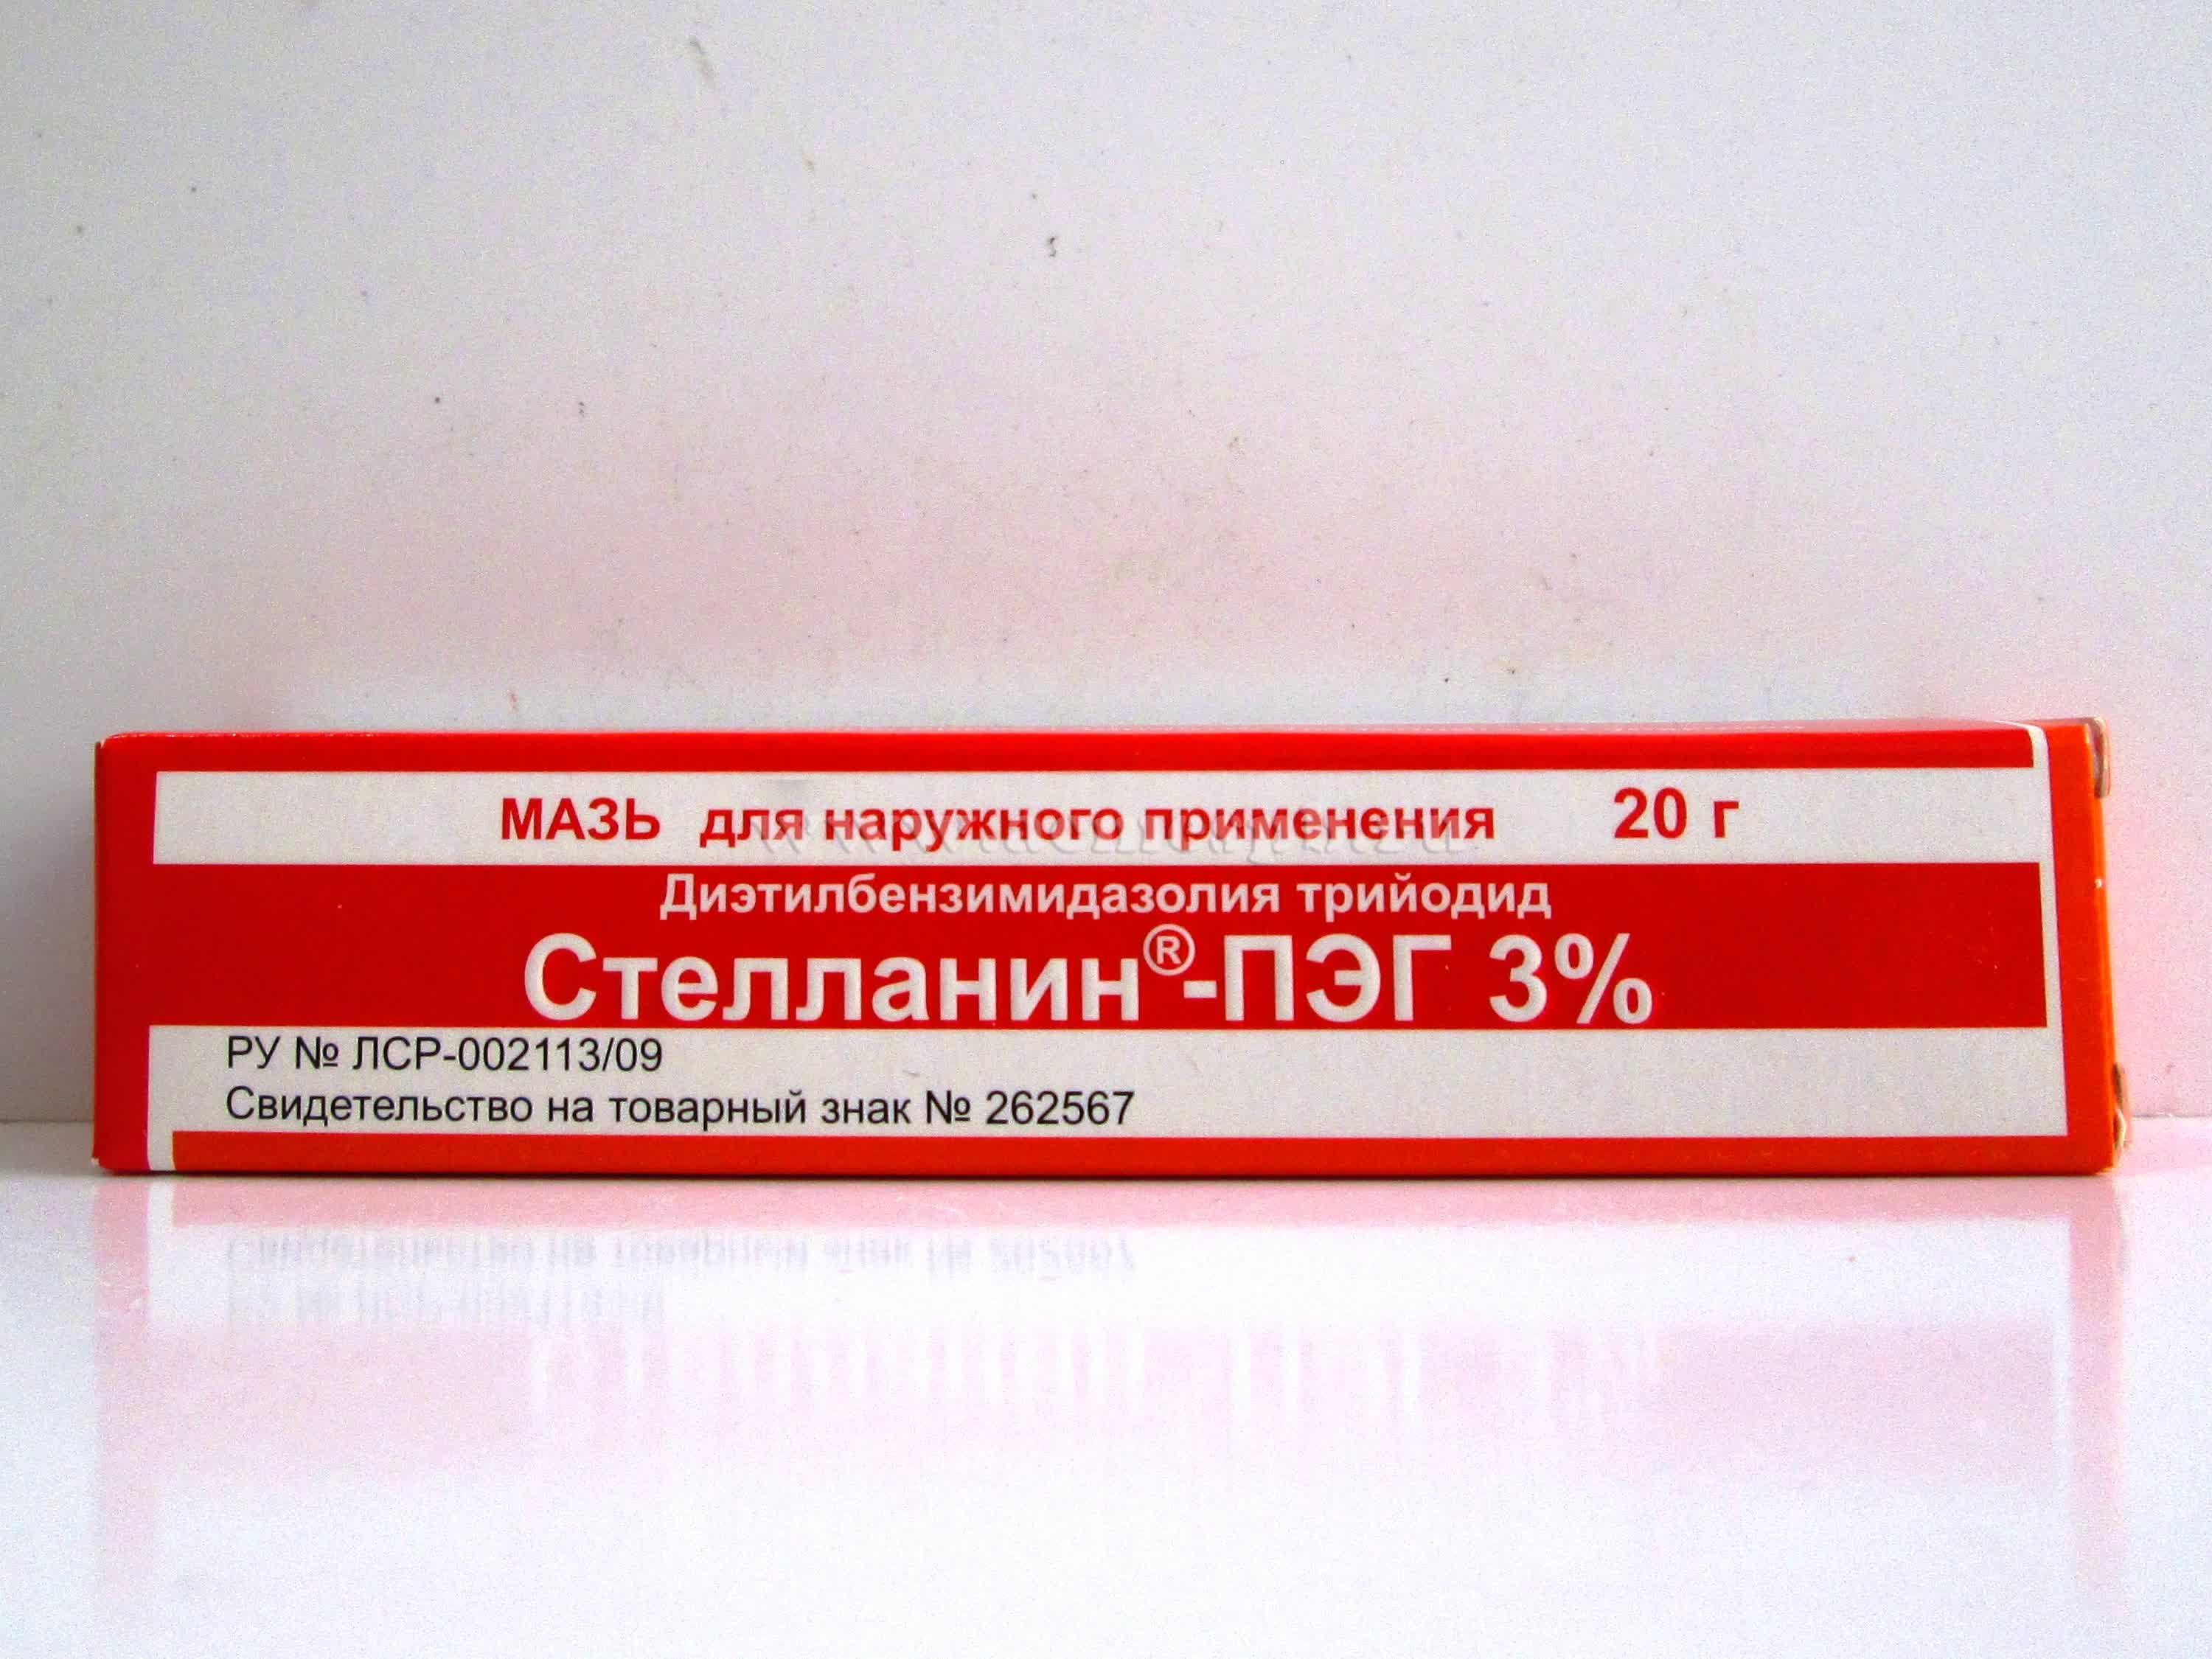 МАЗЬ для наружного применения 20 г
Диэтилбензимидазолия трийодид
Стелланин®-ПЭГ 3%
РУ № ЛСР-002113/09
Свидетельство на товарный знак № 262567